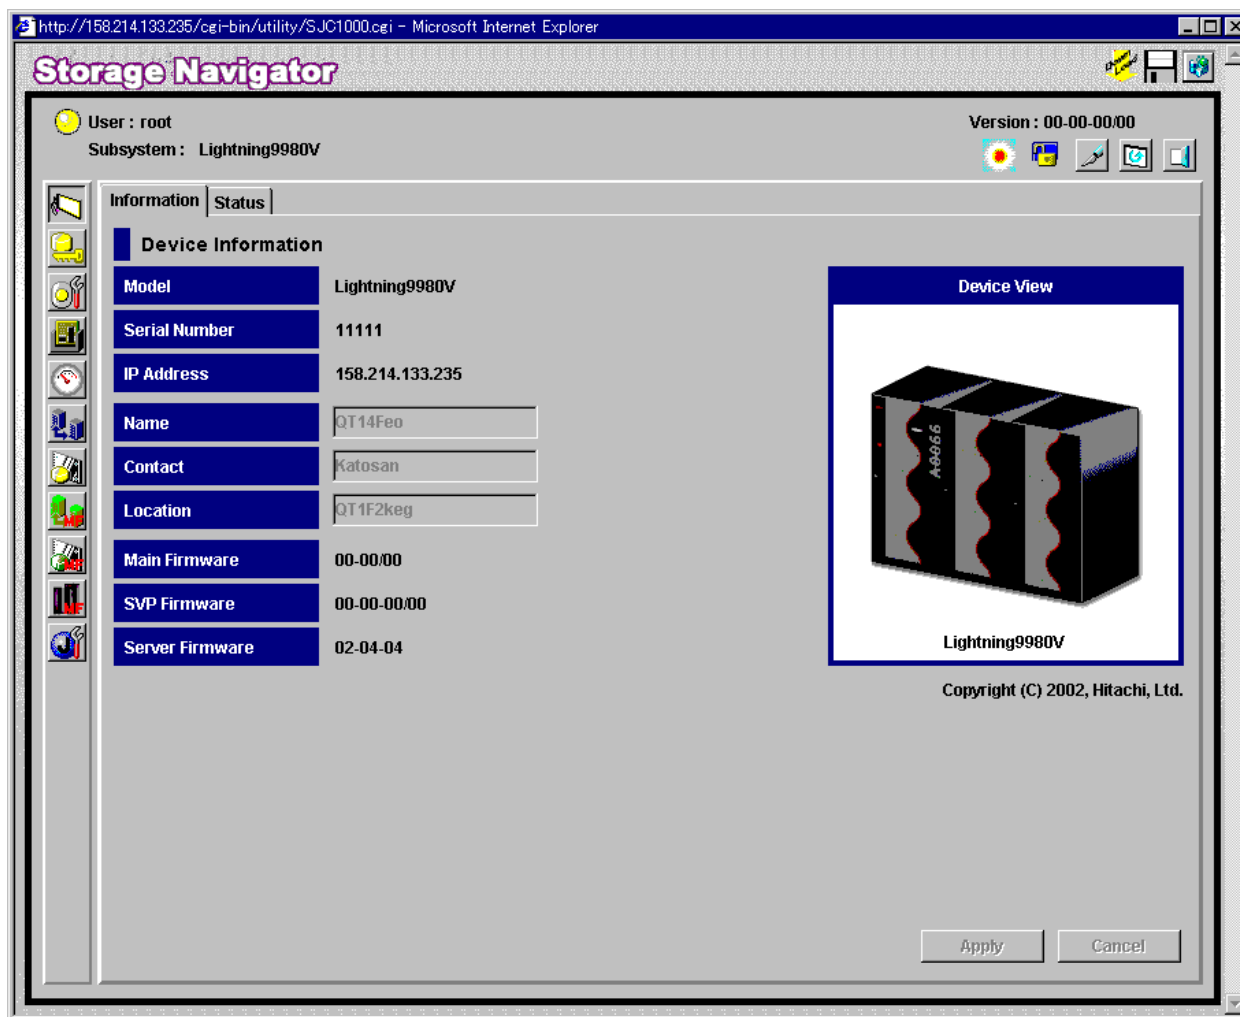 http://158.214.133.235/cgi-bin/utility/SJC1000.cgi - Microsoft Internet Explorer
Storage Navigator
User : root
Version : 00-00-00/00
Subsystem : Lightning9980V
Information Status
Device Information
Model Lightning9980V
Device View
Serial Number 11111
IP Address 158.214.133.235
Name QT14Feo
Contact Katosan
Location QT1F2keg
Main Firmware 00-00/00
SVP Firmware 00-00-00/00
Server Firmware 02-04-04
Lightning9980V
Copyright (C) 2002, Hitachi, Ltd.
Apply Cancel